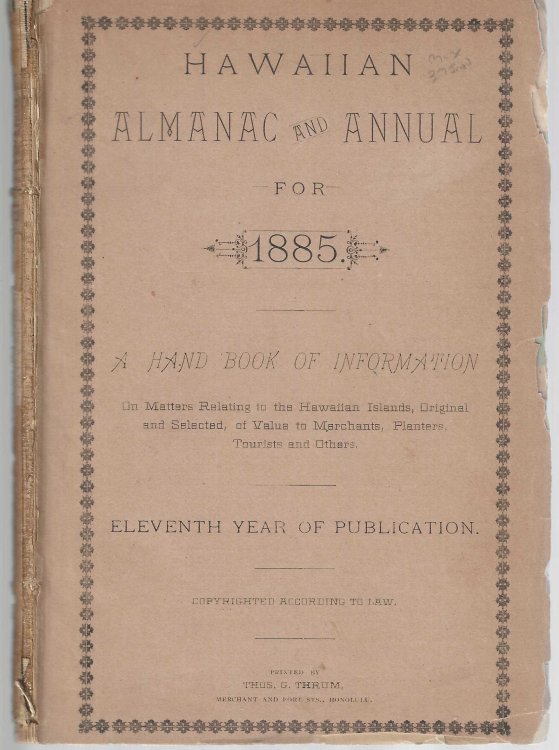 HAWAIIAN
ALMANAC AND ANNUAL
FOR
1885.
A HAND BOOK OF INFORMATION
On Matters Relating to the Hawaiian Islands, Original
and Selected, of Value to Merchants, Planters,
Tourists and Others.
ELEVENTH YEAR OF PUBLICATION.
COPYRIGHTED ACCORDING TO LAW.
PRINTED BY
THOS. G. THRUM,
MERCHANT AND FORT STS., HONOLULU.